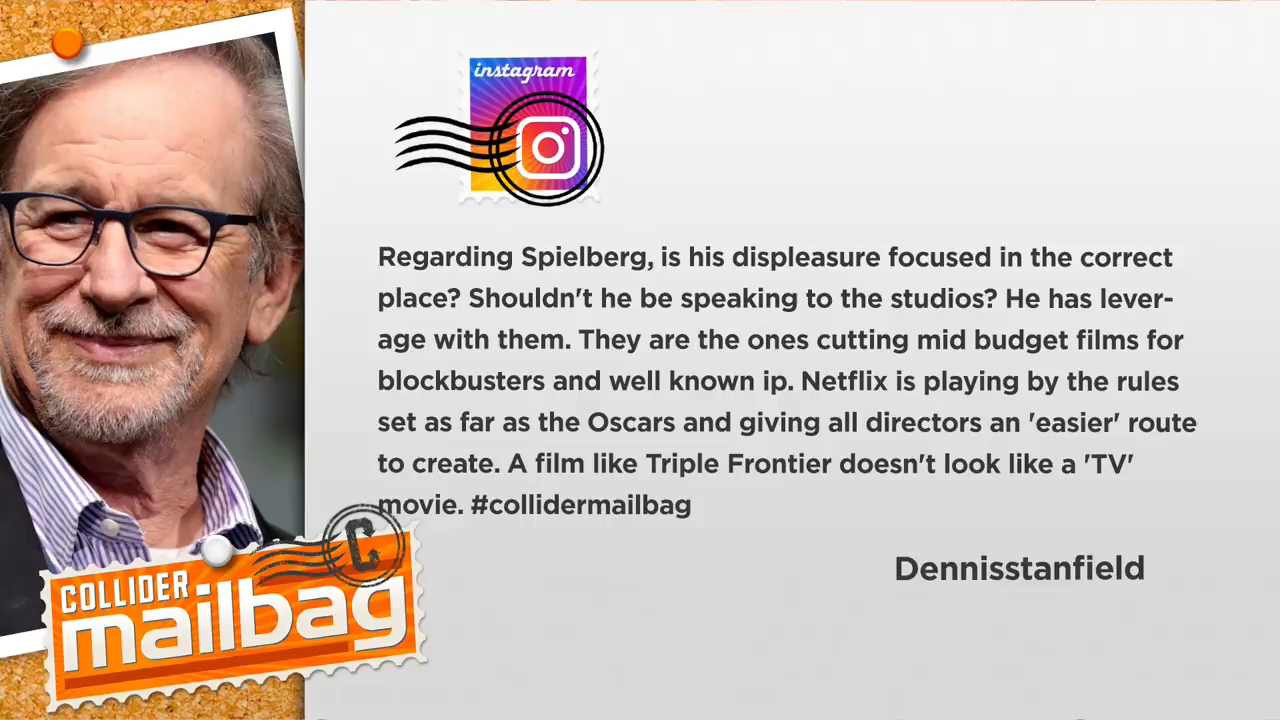 instagram
Regarding Spielberg, is his displeasure focused in the correct
place? Shouldn't he be speaking to the studios? He has lever-
age with them. They are the ones cutting mid budget films for
blockbusters and well known ip. Netflix is playing by the rules
set as far as the Oscars and giving all directors an 'easier' route
to create. A film like Triple Frontier doesn't look like a 'TV'
movie. #collidermailbag
Dennisstanfield
C
COLLIDER
mailbag